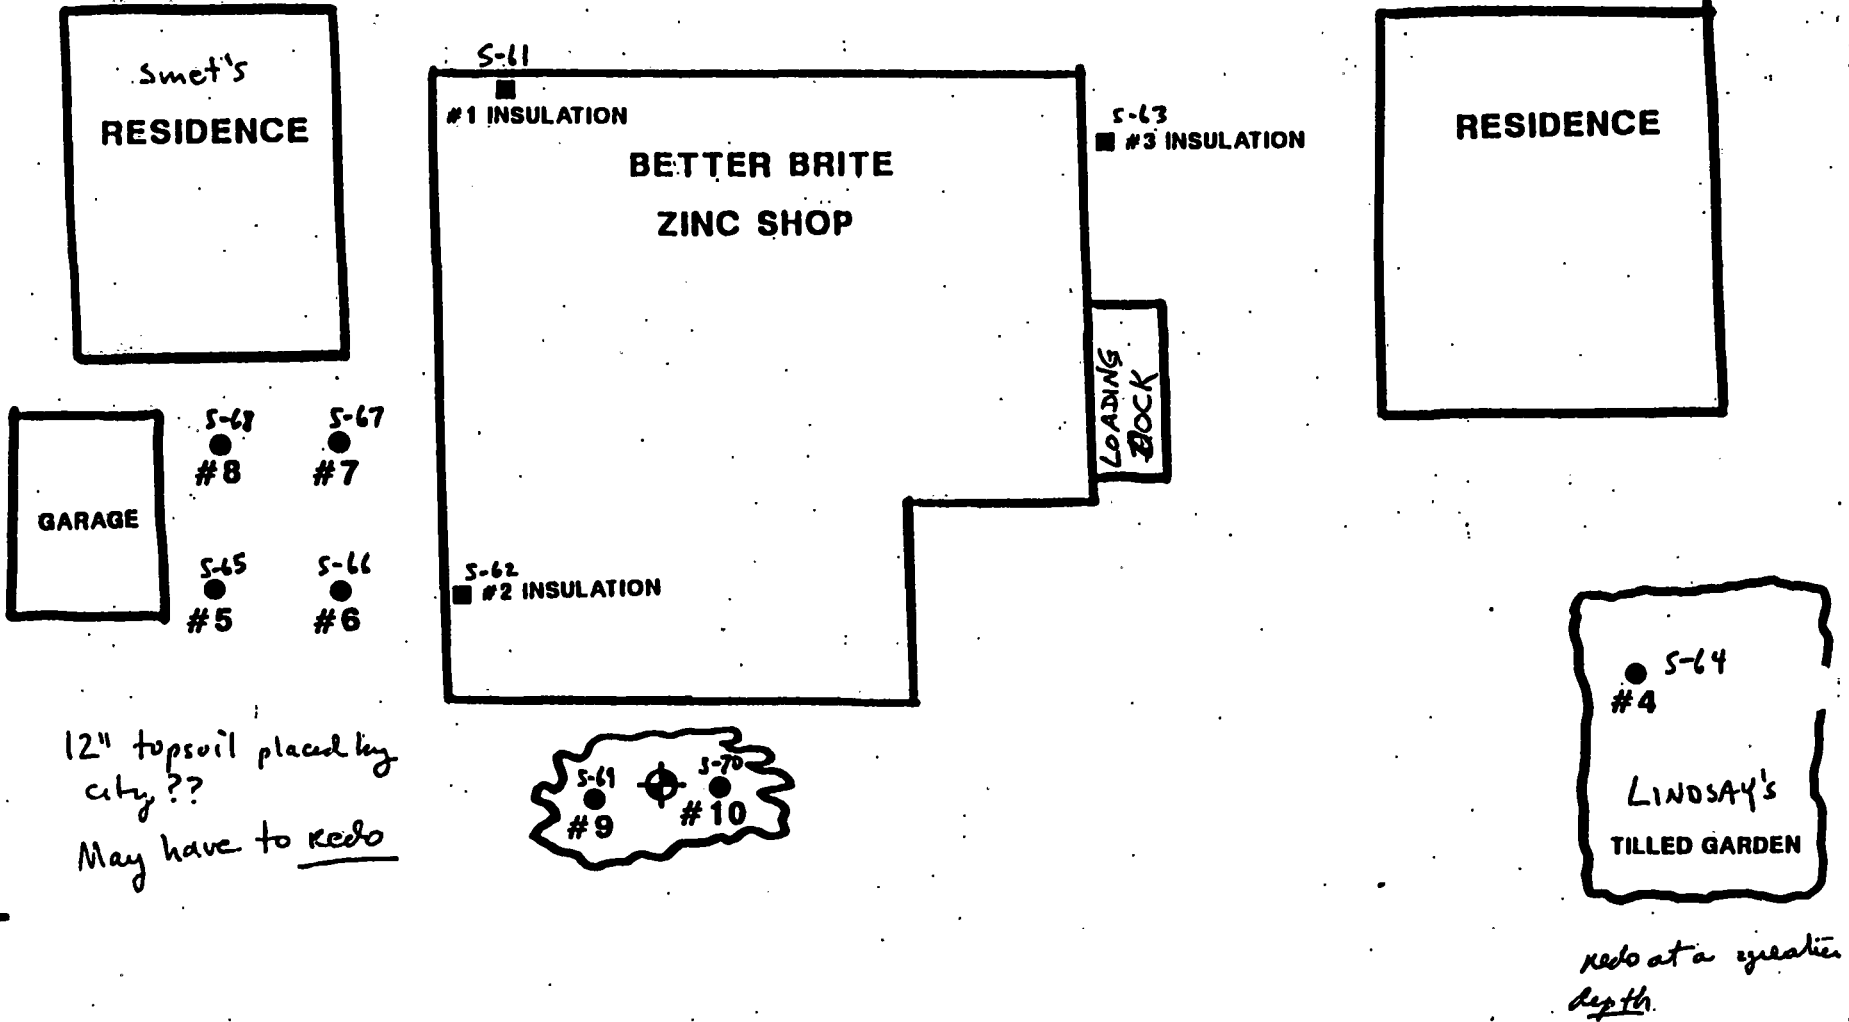 Smet's
RESIDENCE
S-61
#1 INSULATION
BETTER BRITE
ZINC SHOP
S-63
#3 INSULATION
RESIDENCE
LOADING
DOCK
S-68
#8
S-67
#7
GARAGE
S-65
#5
S-66
#6
S-62
#2 INSULATION
S-64
#4
LINDSAY's
TILLED GARDEN
12" topsoil placed by
city??
May have to redo
S-69
#9
S-70
#10
redo at a greater
depth